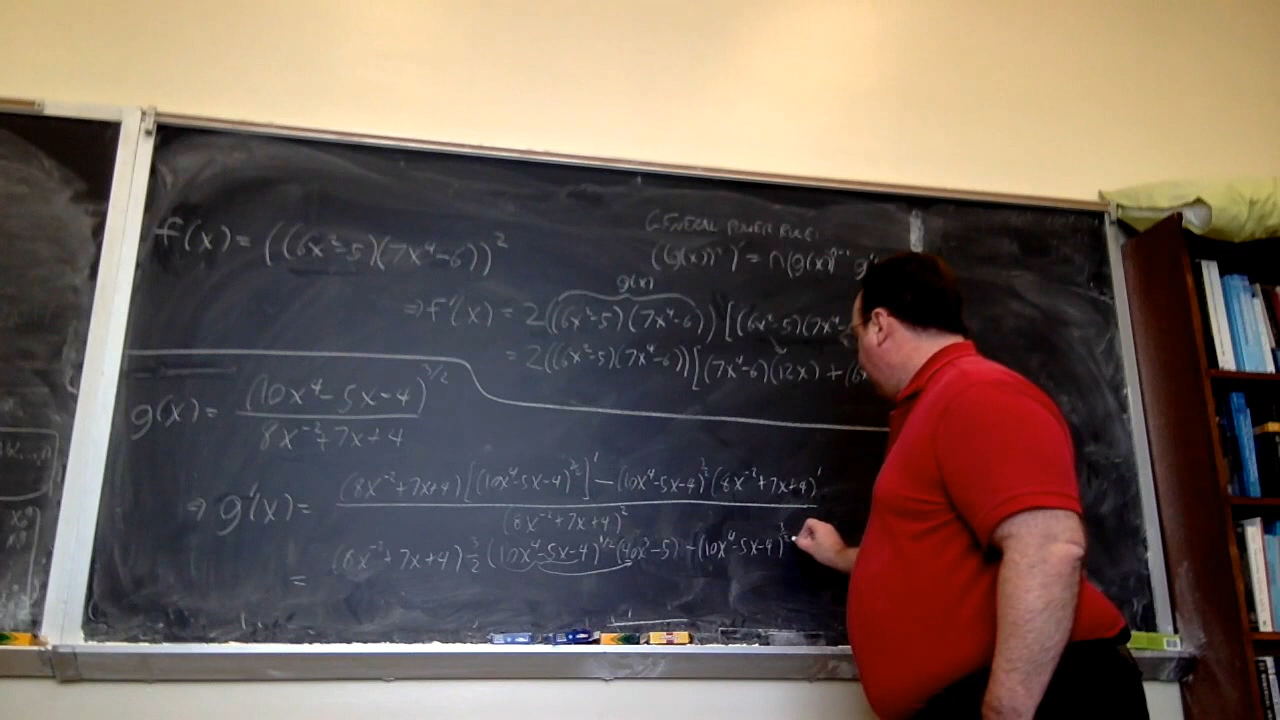 f(x) = ((6x²-5)(7x⁴-6))²
GENERAL POWER RULE:
((g(x))ⁿ)' = n(g(x))ⁿ⁻¹ g'
g(x)
⇒ f'(x) = 2((6x²-5)(7x⁴-6)) [(6x²-5)(7x⁴-
= 2((6x²-5)(7x⁴-6)) [(7x⁴-6)(12x) + (6x
g(x) = (10x⁴-5x-4)^3/2
8x⁻²+7x+4
⇒ g'(x) = (8x⁻²+7x+4)[(10x⁴-5x-4)^3/2]' - (10x⁴-5x-4)^3/2 (8x⁻²+7x+4)'
(8x⁻²+7x+4)²
= (8x⁻²+7x+4) 3/2 (10x⁴-5x-4)^1/2 (40x³-5) - (10x⁴-5x-4)^3/2